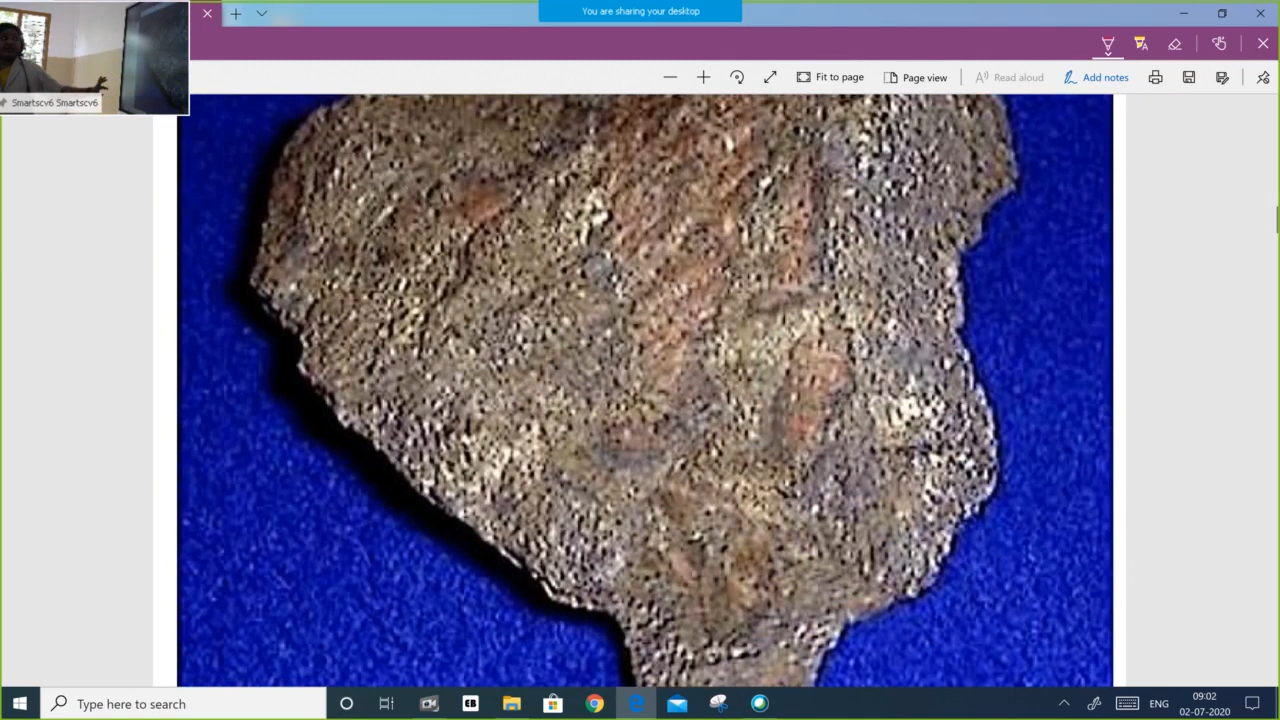 You are sharing your desktop
Smartscv6 Smartscv6
Fit to page
Page view
Read aloud
Add notes
Type here to search
ENG
09:02
02-07-2020